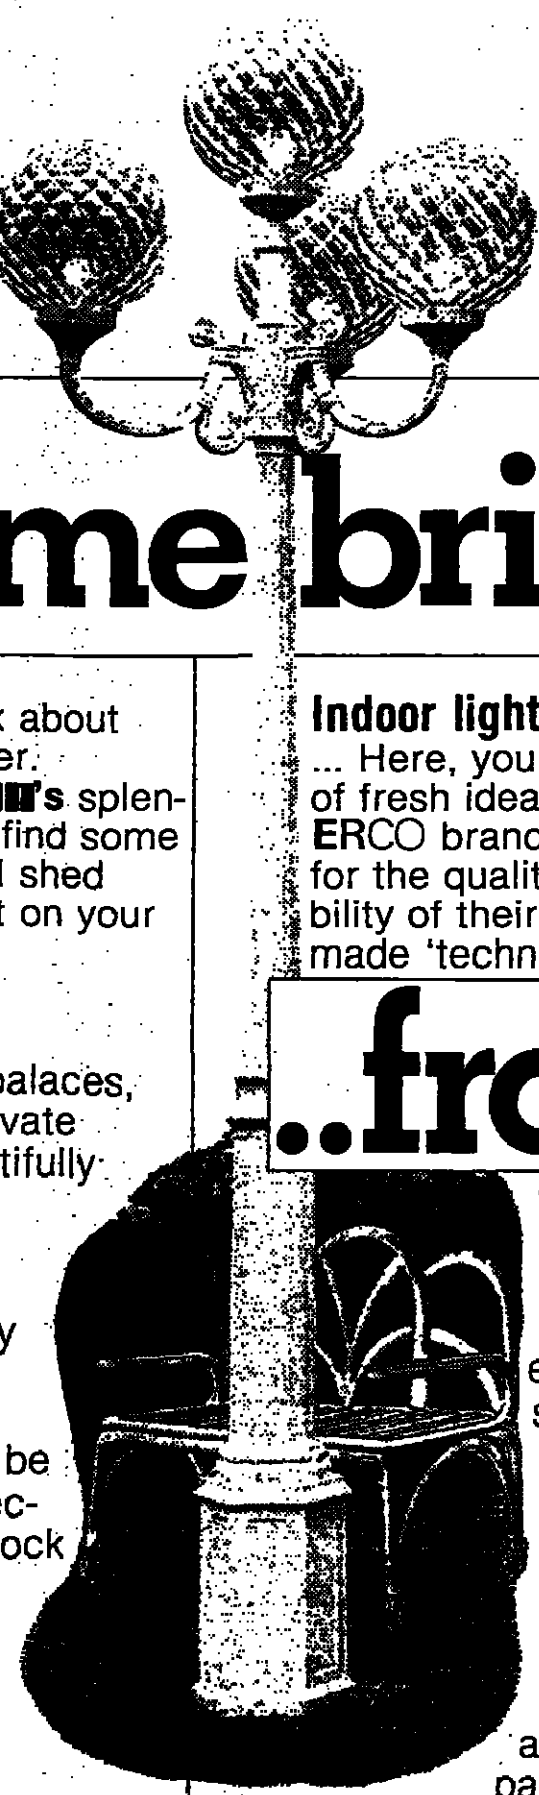 me bri
about
er.
's splen-
find some
shed
t on your
palaces,
vate
tifully
y
be
ec-
ock
Indoor light
... Here, you
of fresh idea
ERCO branc
for the qualit
bility of their
made ‘techn
..fro
e
s
a
pa